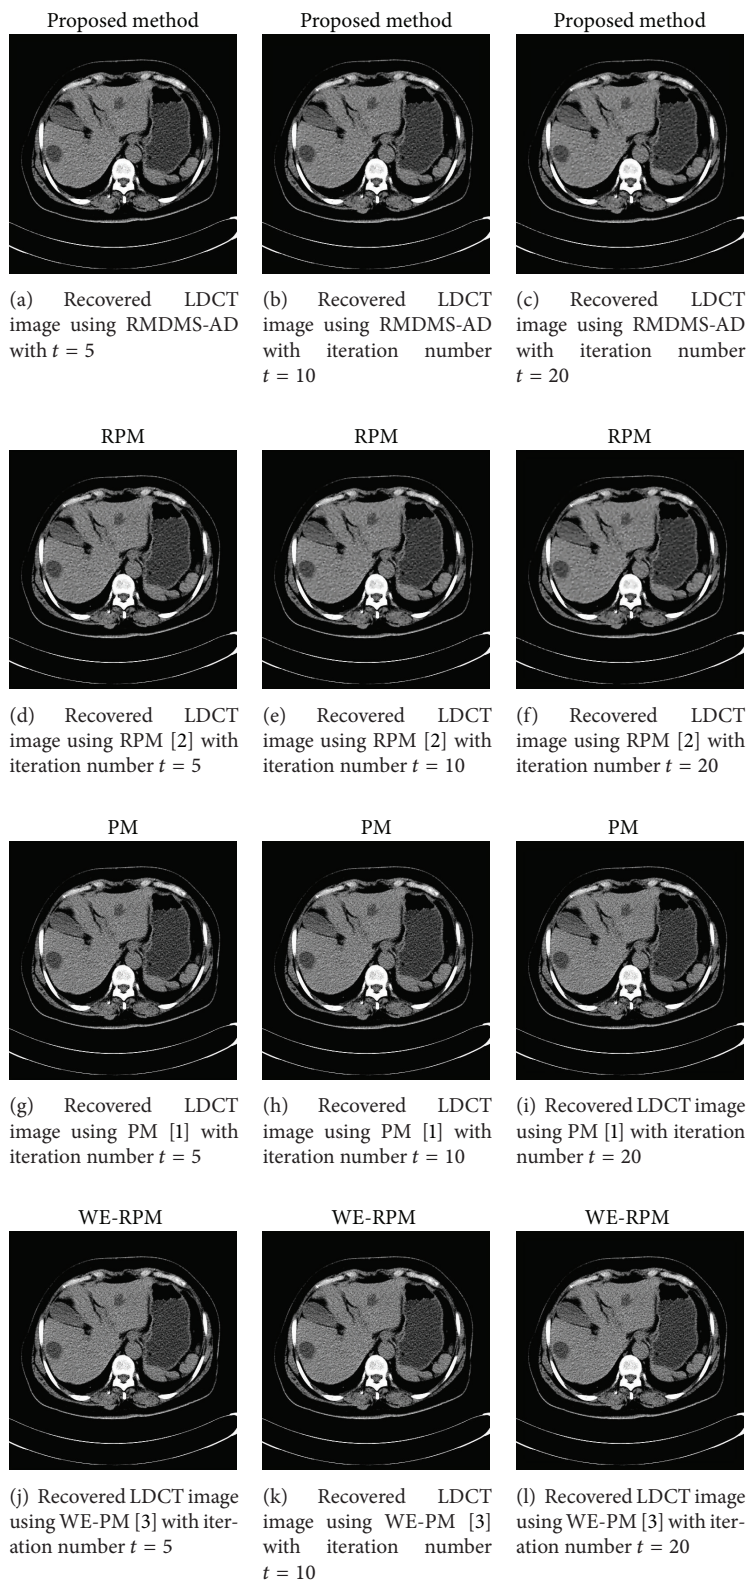 Proposed method
Proposed method
Proposed method
(a) Recovered LDCT
image using RMDMS-AD
with t = 5
(b) Recovered LDCT
image using RMDMS-AD
with iteration number
t = 10
(c) Recovered LDCT
image using RMDMS-AD
with iteration number
t = 20
RPM
RPM
RPM
(d) Recovered LDCT
image using RPM [2] with
iteration number t = 5
(e) Recovered LDCT
image using RPM [2] with
iteration number t = 10
(f) Recovered LDCT
image using RPM [2] with
iteration number t = 20
PM
PM
PM
(g) Recovered LDCT
image using PM [1] with
iteration number t = 5
(h) Recovered LDCT
image using PM [1] with
iteration number t = 10
(i) Recovered LDCT image
using PM [1] with iteration
number t = 20
WE-RPM
WE-RPM
WE-RPM
(j) Recovered LDCT image
using WE-PM [3] with iter-
ation number t = 5
(k) Recovered LDCT
image using WE-PM [3]
with iteration number
t = 10
(l) Recovered LDCT image
using WE-PM [3] with iter-
ation number t = 20